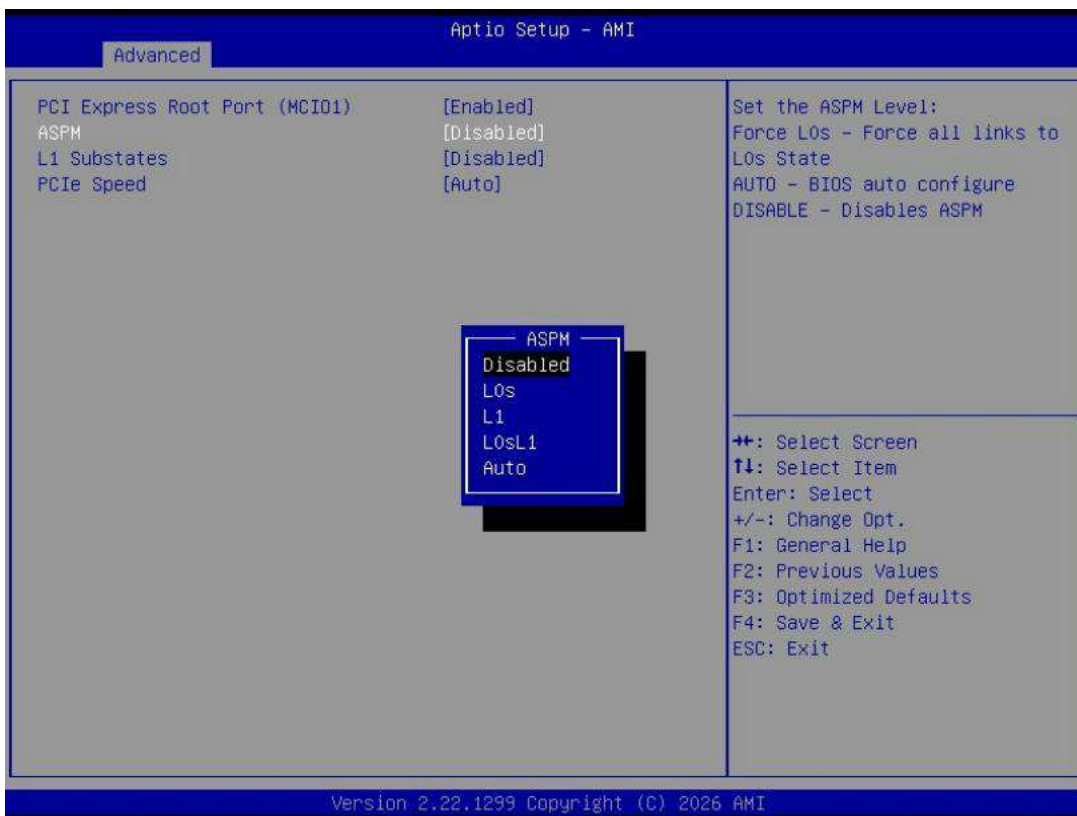 Aptio Setup – AMI
Advanced
PCI Express Root Port (MCIO1) [Enabled]
ASPM [Disabled]
L1 Substates [Disabled]
PCIe Speed [Auto]
Set the ASPM Level:
Force L0s – Force all links to
L0s State
AUTO – BIOS auto configure
DISABLE – Disables ASPM
ASPM
Disabled
L0s
L1
L0sL1
Auto
→←: Select Screen
↑↓: Select Item
Enter: Select
+/-: Change Opt.
F1: General Help
F2: Previous Values
F3: Optimized Defaults
F4: Save & Exit
ESC: Exit
Version 2.22.1299 Copyright (C) 2026 AMI